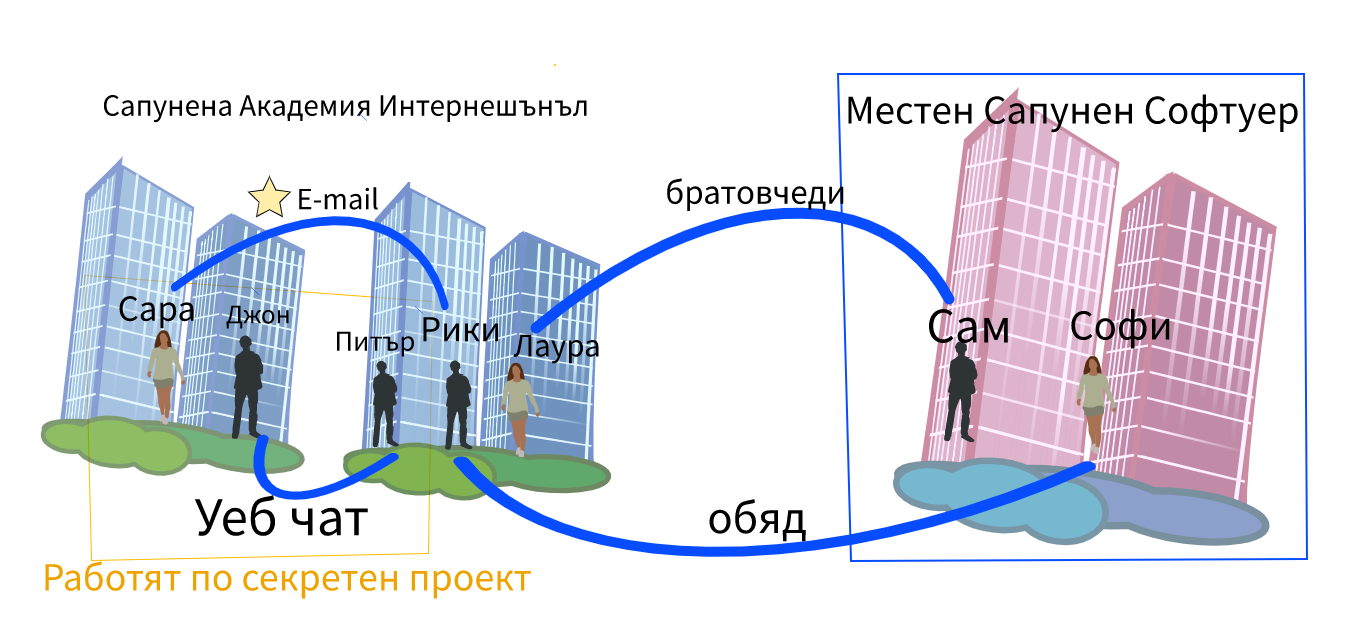 Сапунена Академия Интернешънъл
Местен Сапунен Софтуер
E-mail
братовчеди
Сара
Джон
Питър
Рики
Лаура
Сам
Софи
Уеб чат
обяд
Работят по секретен проект